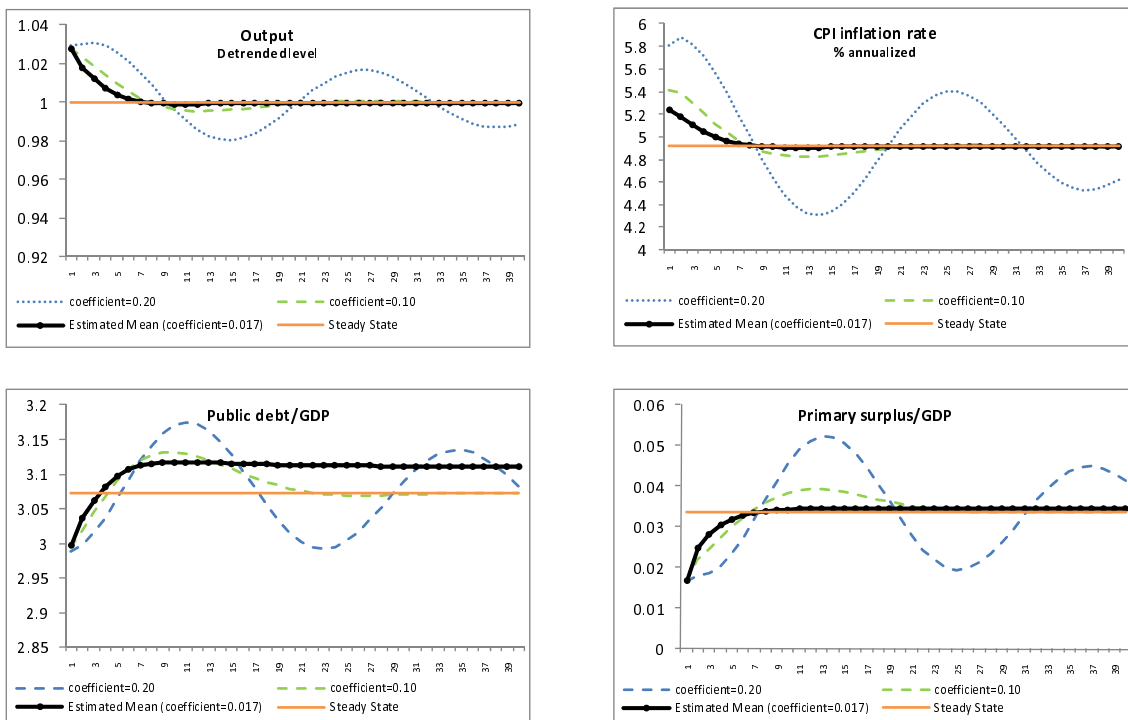 Output
Detrended level
1.04
1.02
1
0.98
0.96
0.94
0.92
1 3 5 7 9 11 13 15 17 19 21 23 25 27 29 31 33 35 37 39
coefficient=0.20 coefficient=0.10
Estimated Mean (coefficient=0.017) Steady State
CPI inflation rate
% annualized
6
5.8
5.6
5.4
5.2
5
4.8
4.6
4.4
4.2
4
1 3 5 7 9 11 13 15 17 19 21 23 25 27 29 31 33 35 37 39
coefficient=0.20 coefficient=0.10
Estimated Mean (coefficient=0.017) Steady State
Public debt/GDP
3.2
3.15
3.1
3.05
3
2.95
2.9
2.85
1 3 5 7 9 11 13 15 17 19 21 23 25 27 29 31 33 35 37 39
coefficient=0.20 coefficient=0.10
Estimated Mean (coefficient=0.017) Steady State
Primary surplus/GDP
0.06
0.05
0.04
0.03
0.02
0.01
0
1 3 5 7 9 11 13 15 17 19 21 23 25 27 29 31 33 35 37 39
coefficient=0.20 coefficient=0.10
Estimated Mean (coefficient=0.017) Steady State